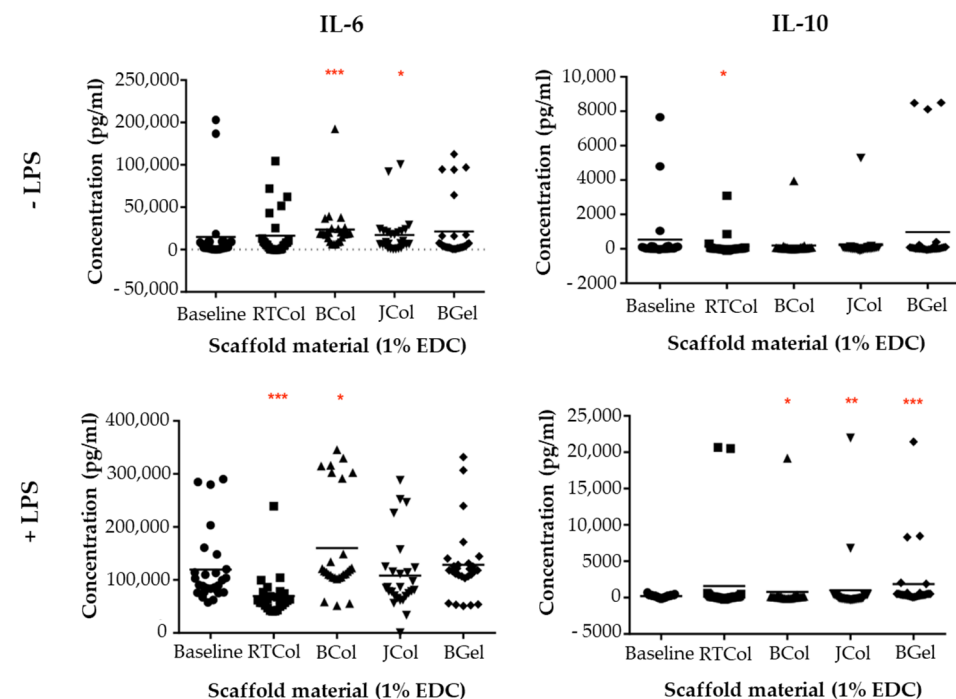 IL-6
IL-10
- LPS
Concentration (pg/ml)
250,000
200,000
100,000
50,000
0
- 50,000
***
*
Baseline RTCol BCol JCol BGel
Scaffold material (1% EDC)
Concentration (pg/ml)
10,000
8000
6000
4000
2000
0
- 2000
*
Baseline RTCol BCol JCol BGel
Scaffold material (1% EDC)
+ LPS
Concentration (pg/ml)
400,000
300,000
200,000
100,000
0
***
*
Baseline RTCol BCol JCol BGel
Scaffold material (1% EDC)
Concentration (pg/ml)
25,000
20,000
15,000
10,000
5000
0
- 5000
*
**
***
Baseline RTCol BCol JCol BGel
Scaffold material (1% EDC)